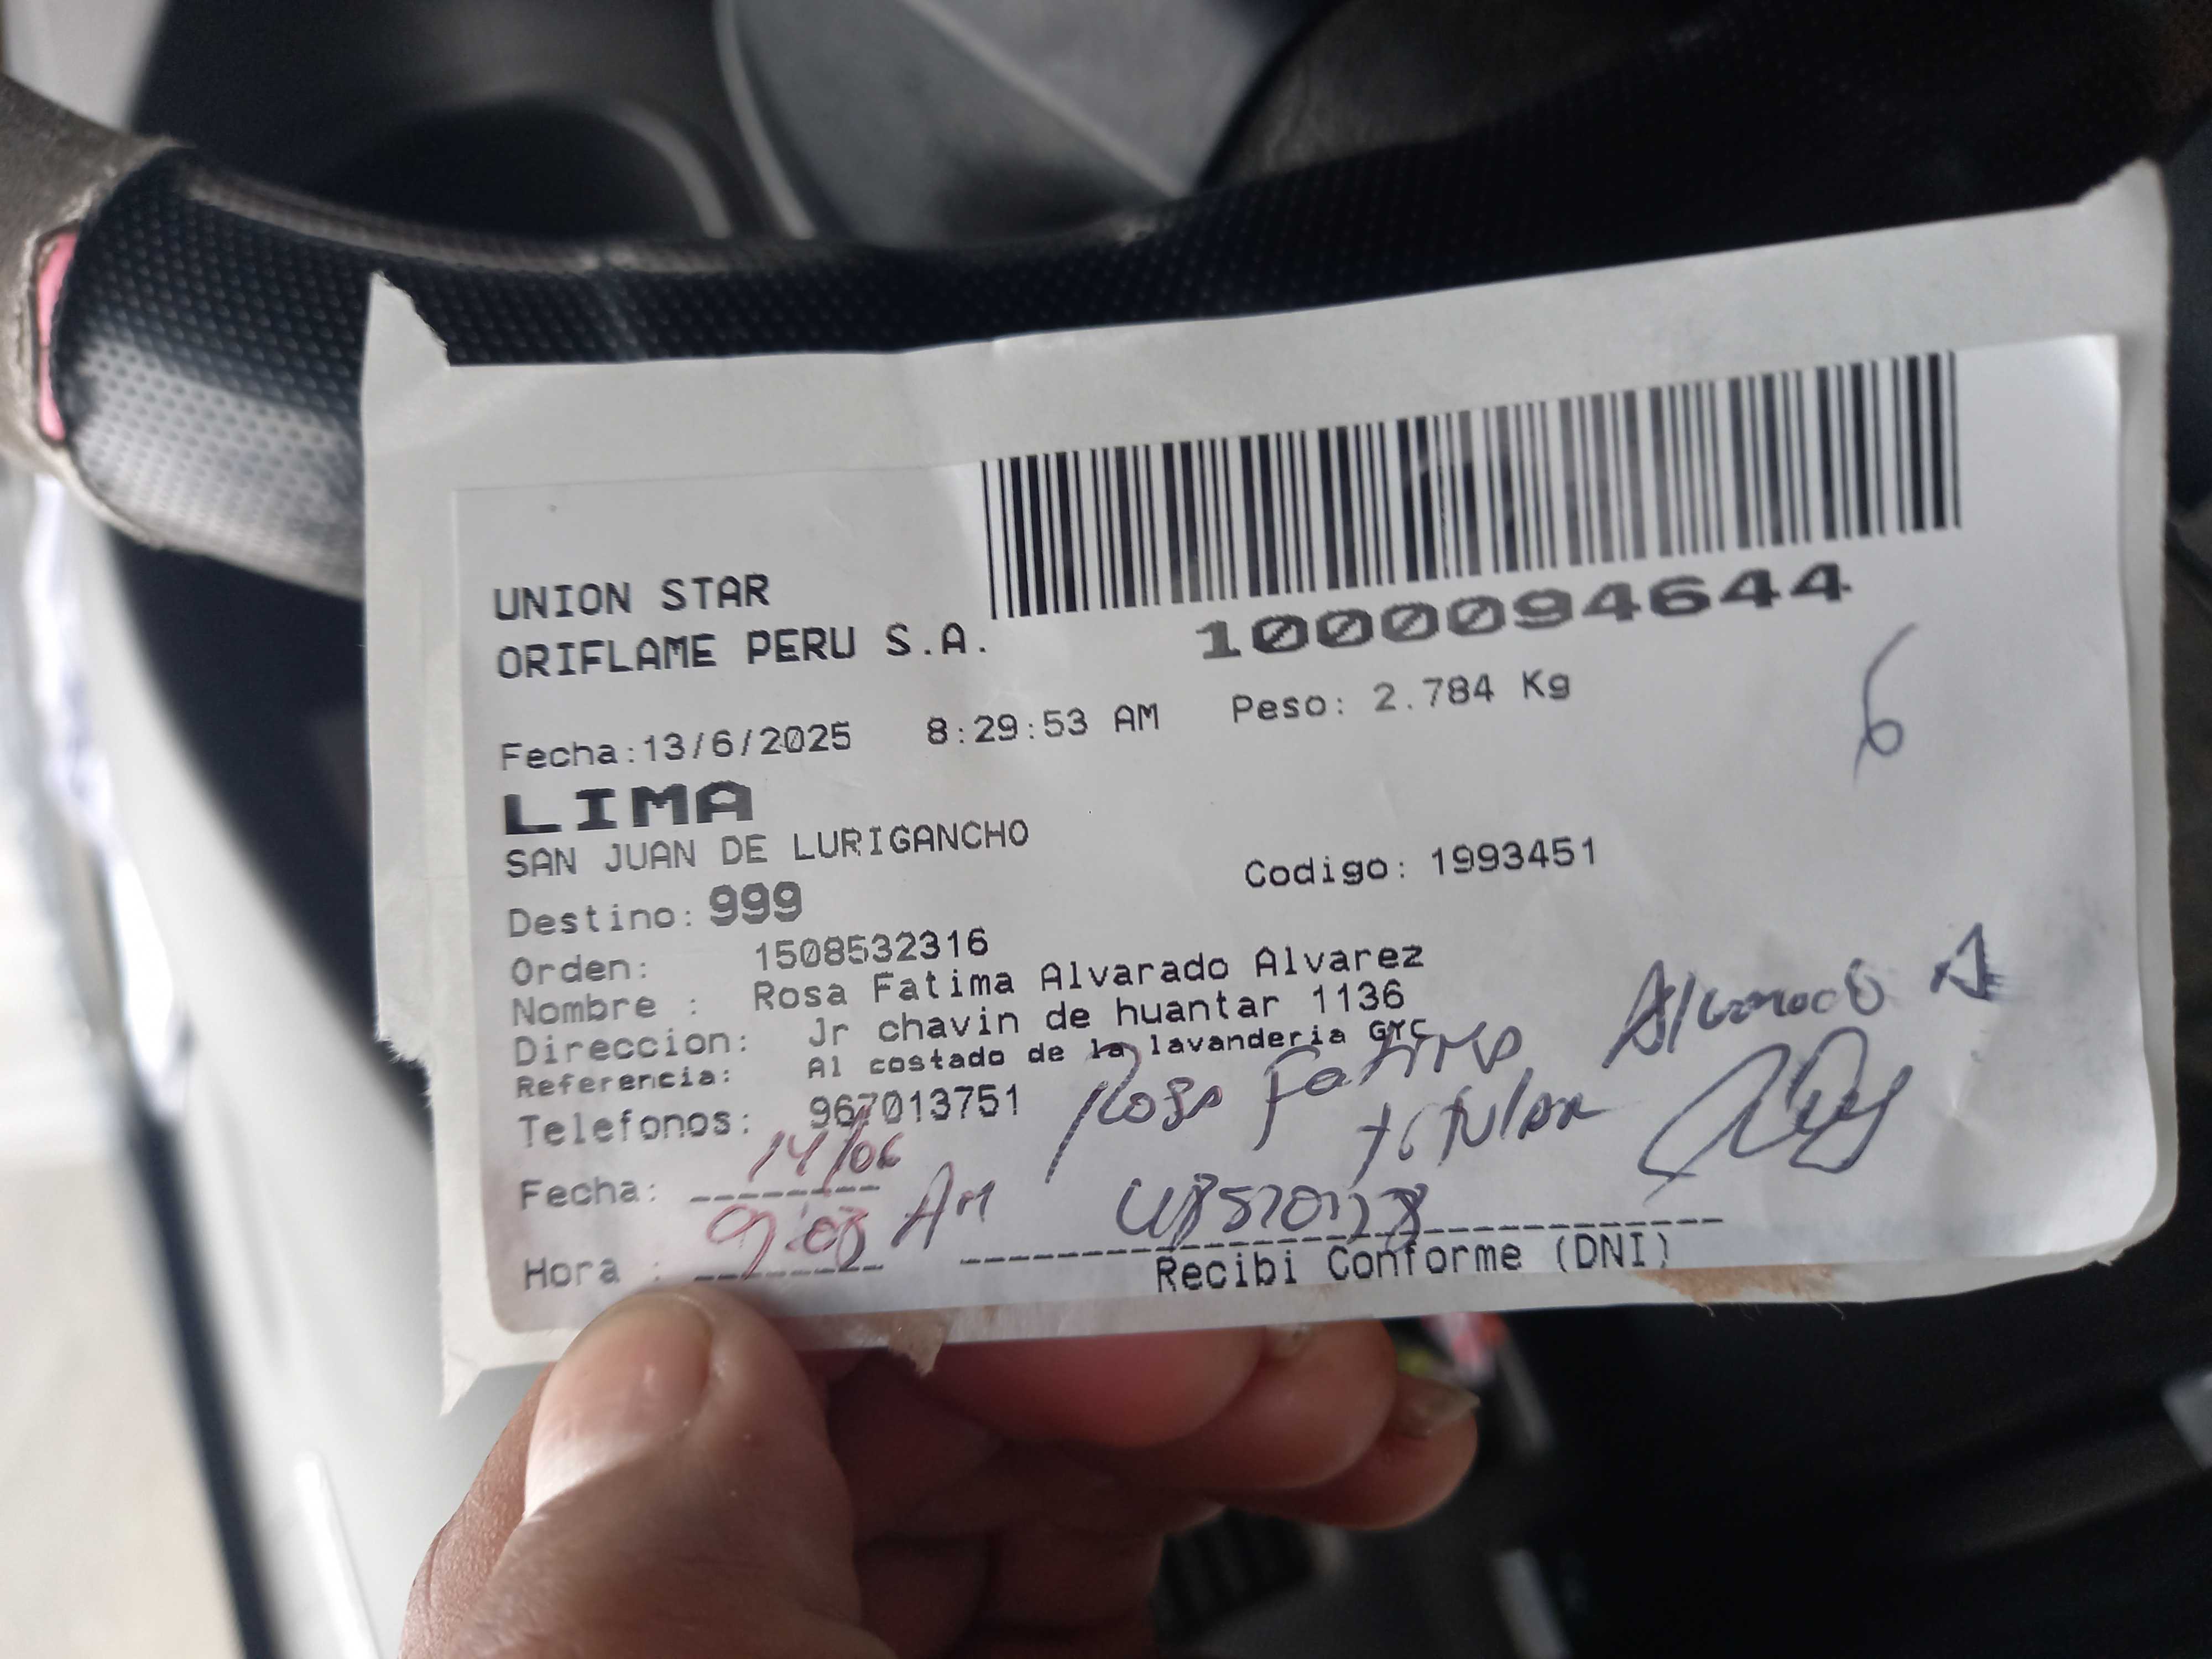 UNION STAR
ORIFLAME PERU S.A.
1000094644
Fecha:13/6/2025 8:29:53 AM Peso: 2.784 Kg
6
LIMA
SAN JUAN DE LURIGANCHO
Codigo: 1993451
Destino: 999
Orden: 1508532316
Nombre : Rosa Fatima Alvarado Alvarez
Direccion: Jr chavin de huantar 1136
Referencia: Al costado de la lavanderia GYC
Telefonos: 967013751
Rosa Fatima Alvarado A
titular
Fecha: 14/06
Hora : 9:03 AM
Recibi Conforme (DNI)